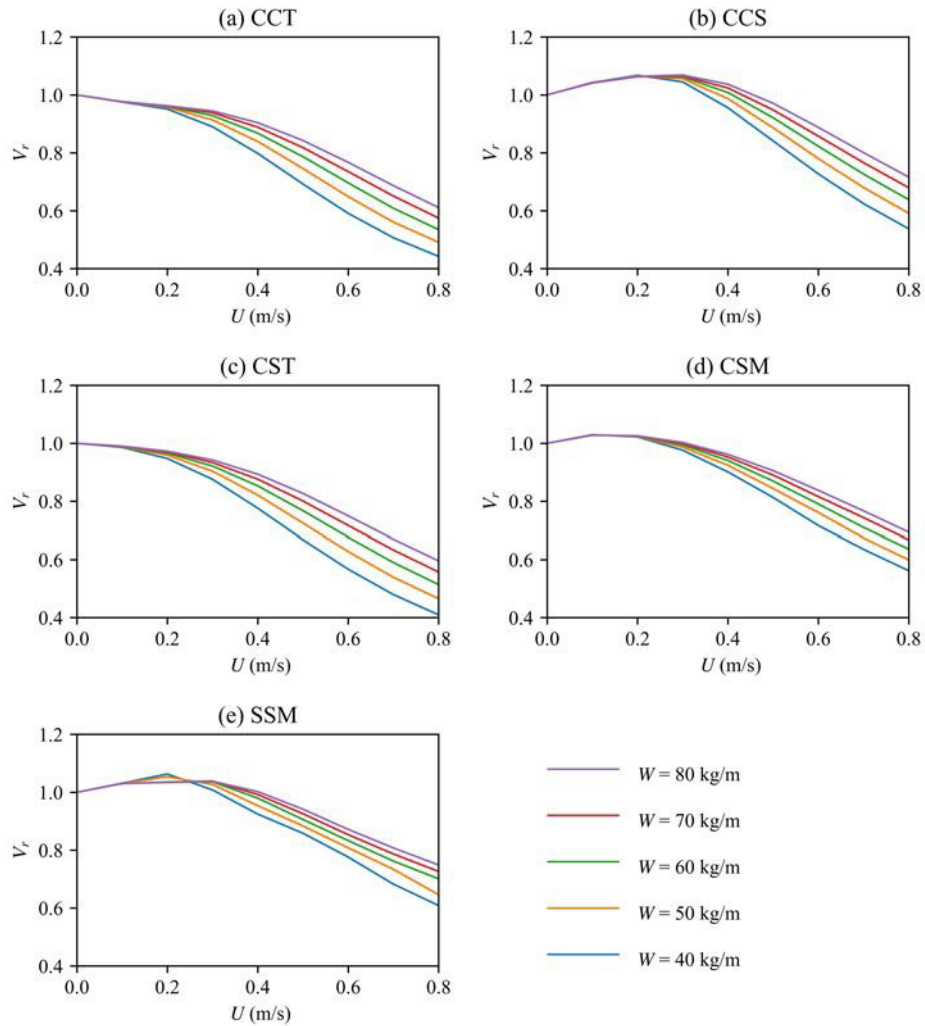 (a) CCT
1.2
1.0
0.8
0.6
0.4
V_r
0.0 0.2 0.4 0.6 0.8
U (m/s)
(b) CCS
1.2
1.0
0.8
0.6
0.4
V_r
0.0 0.2 0.4 0.6 0.8
U (m/s)
(c) CST
1.2
1.0
0.8
0.6
0.4
V_r
0.0 0.2 0.4 0.6 0.8
U (m/s)
(d) CSM
1.2
1.0
0.8
0.6
0.4
V_r
0.0 0.2 0.4 0.6 0.8
U (m/s)
(e) SSM
1.2
1.0
0.8
0.6
0.4
V_r
0.0 0.2 0.4 0.6 0.8
U (m/s)
W = 80 kg/m
W = 70 kg/m
W = 60 kg/m
W = 50 kg/m
W = 40 kg/m